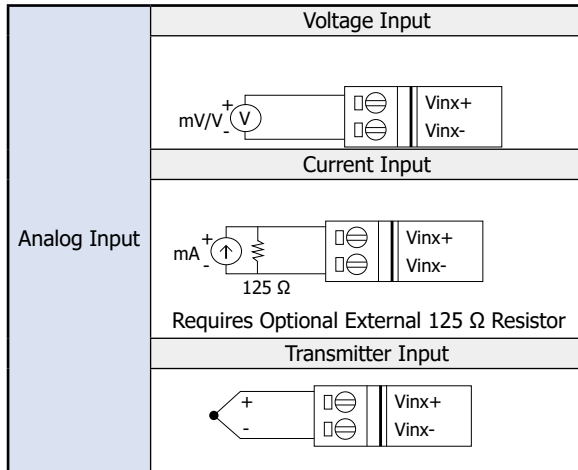 Voltage Input
mV/V
+
-
V
Vinx+
Vinx-
Current Input
Analog Input
mA
+
-
125 Ω
Vinx+
Vinx-
Requires Optional External 125 Ω Resistor
Transmitter Input
+
-
Vinx+
Vinx-